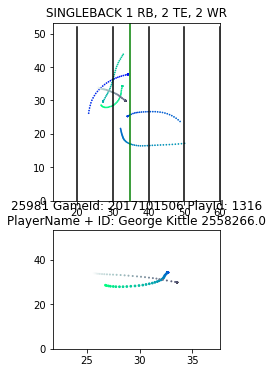 SINGLEBACK 1 RB, 2 TE, 2 WR
50
40
30
20
10
0
20 30 40 50 60
25981 GameId: 2017101506 PlayId: 1316
PlayerName + ID: George Kittle 2558266.0
40
20
0
25 30 35